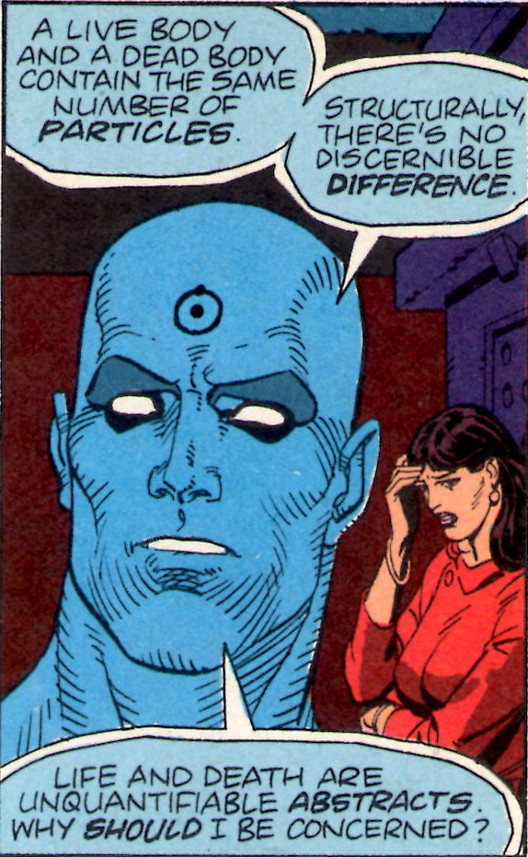 A LIVE BODY
AND A DEAD BODY
CONTAIN THE SAME
NUMBER OF
PARTICLES.
STRUCTURALLY,
THERE'S NO
DISCERNIBLE
DIFFERENCE.
LIFE AND DEATH ARE
UNQUANTIFIABLE ABSTRACTS.
WHY SHOULD I BE CONCERNED?